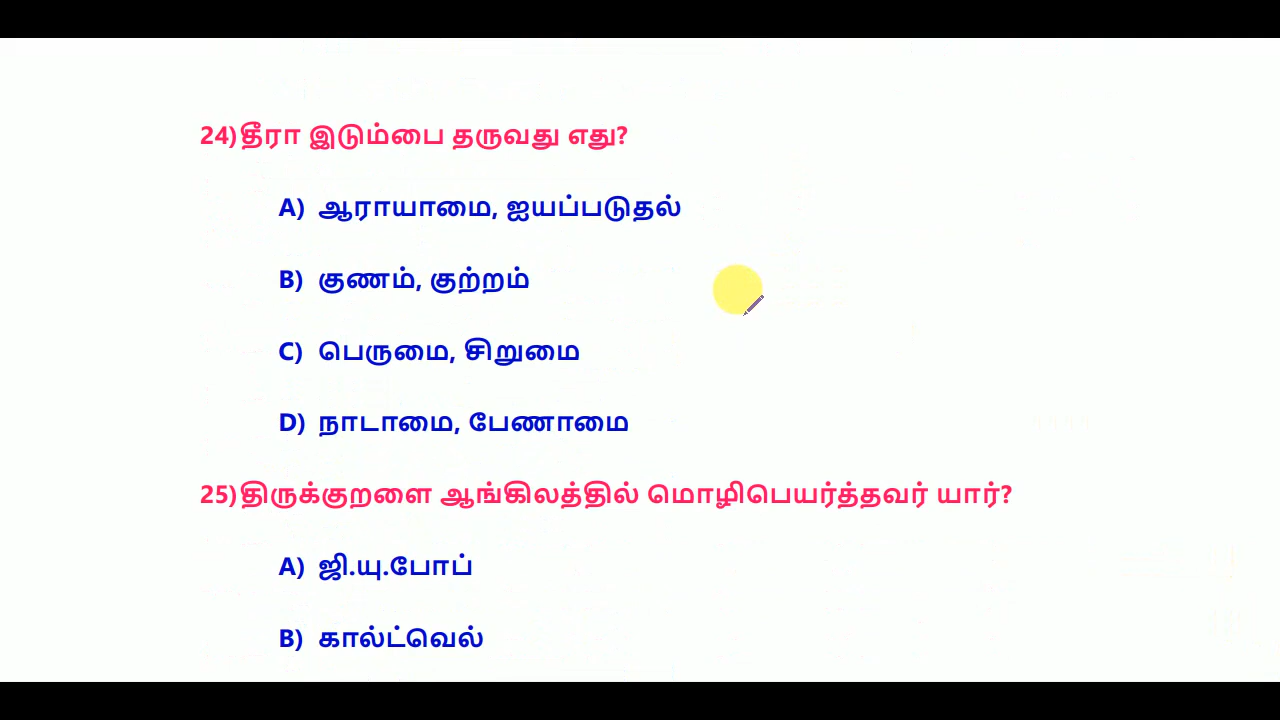 24)தீரா இடும்பை தருவது எது?
A) ஆராயாமை, ஐயப்படுதல்
B) குணம், குற்றம்
C) பெருமை, சிறுமை
D) நாடாமை, பேணாமை
25)திருக்குறளை ஆங்கிலத்தில் மொழிபெயர்த்தவர் யார்?
A) ஜி.யு.போப்
B) கால்ட்வெல்